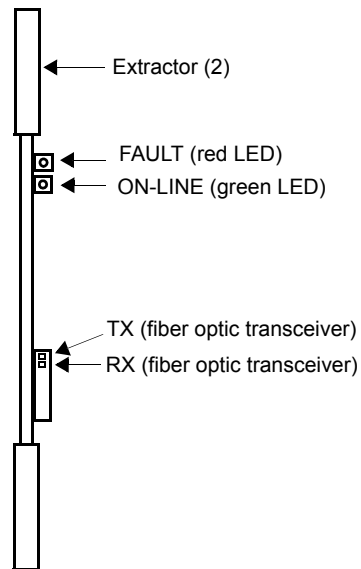 Extractor (2)
FAULT (red LED)
ON-LINE (green LED)
TX (fiber optic transceiver)
RX (fiber optic transceiver)